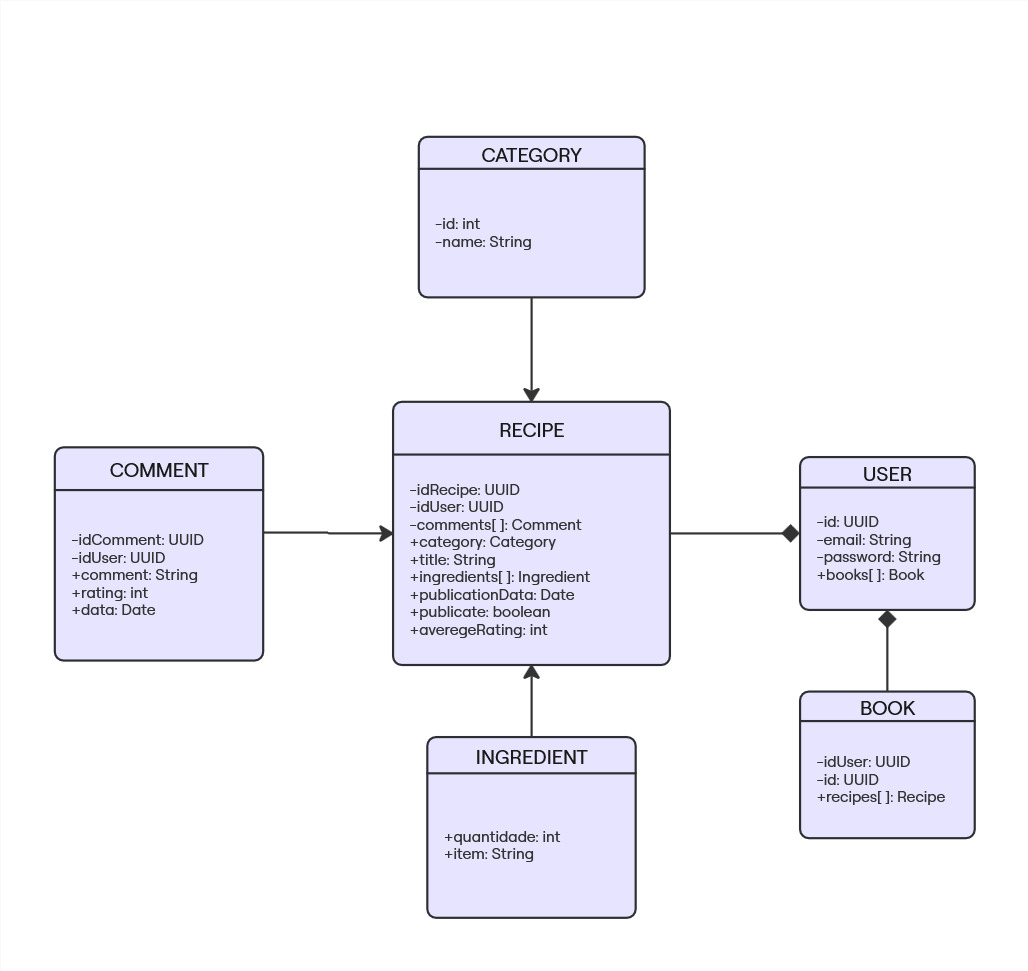 CATEGORY
-id: int
-name: String
RECIPE
-idRecipe: UUID
-idUser: UUID
-comments[ ]: Comment
+category: Category
+title: String
+ingredients[ ]: Ingredient
+publicationData: Date
+publicate: boolean
+averegeRating: int
COMMENT
-idComment: UUID
-idUser: UUID
+comment: String
+rating: int
+data: Date
USER
-id: UUID
-email: String
-password: String
+books[ ]: Book
BOOK
-idUser: UUID
-id: UUID
+recipes[ ]: Recipe
INGREDIENT
+quantidade: int
+item: String